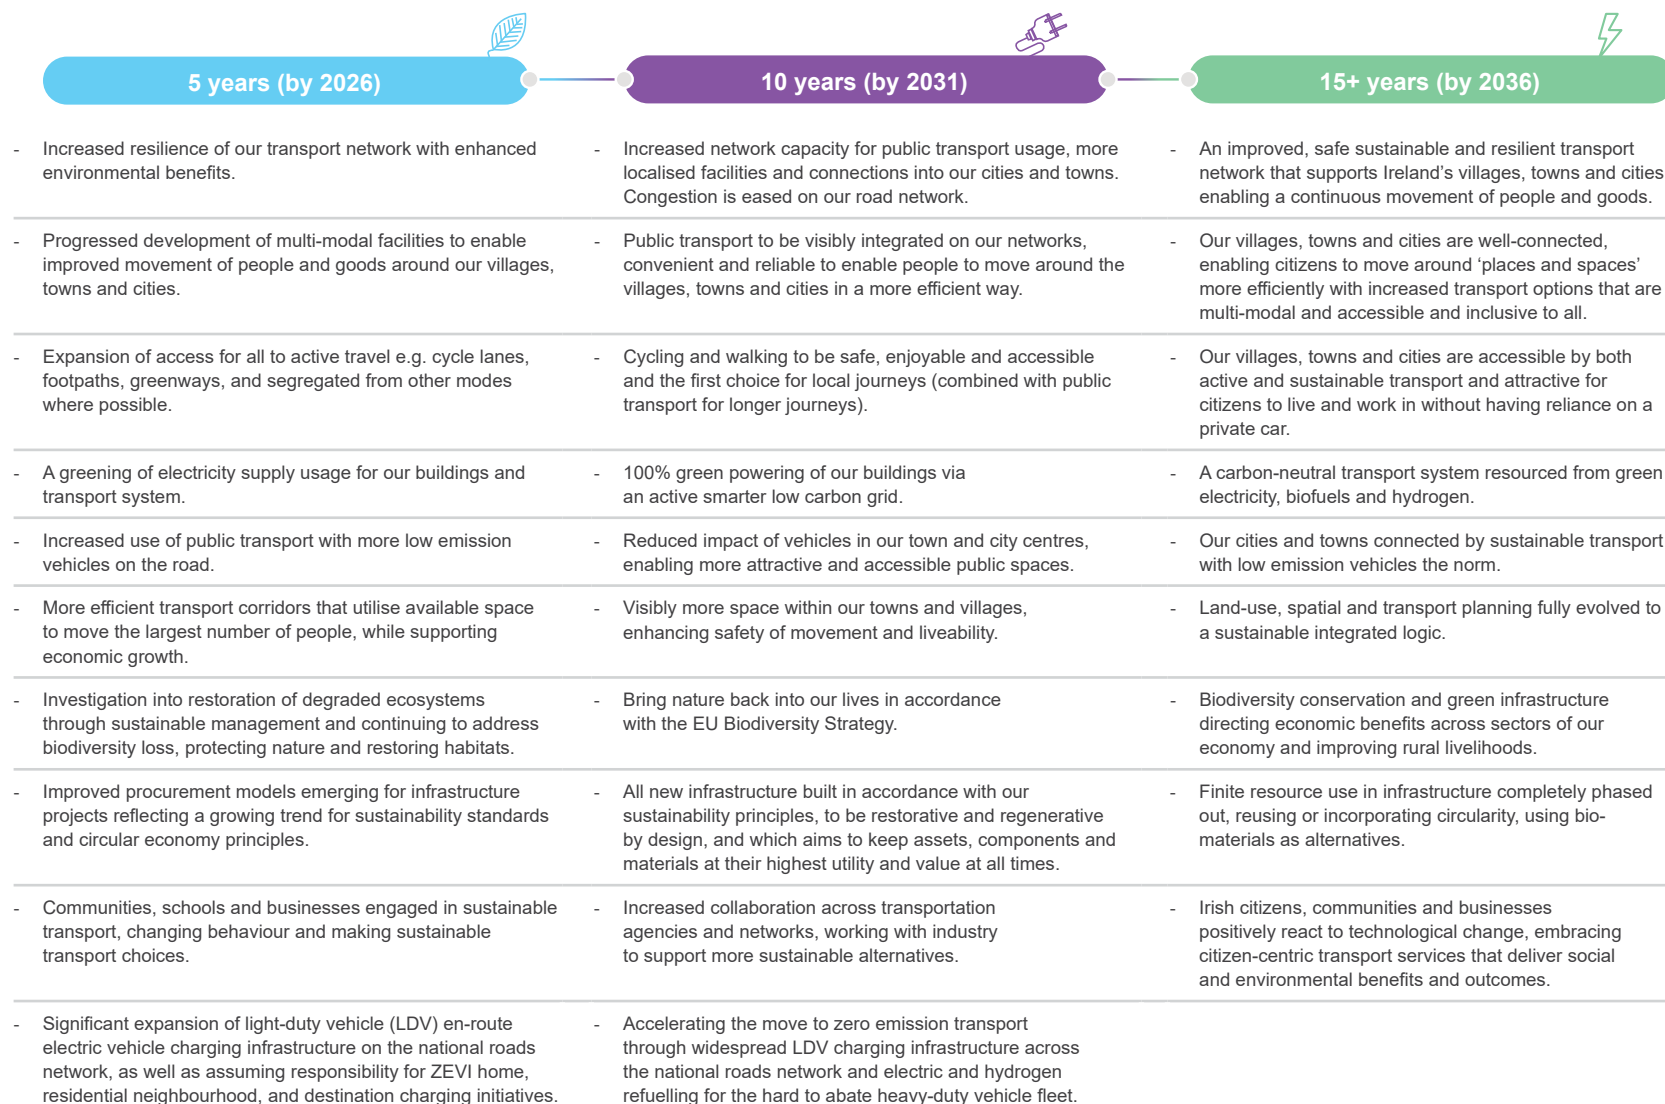 5 years (by 2026)
10 years (by 2031)
15+ years (by 2036)
- Increased resilience of our transport network with enhanced
environmental benefits.
- Increased network capacity for public transport usage, more
localised facilities and connections into our cities and towns.
Congestion is eased on our road network.
- An improved, safe sustainable and resilient transport
network that supports Ireland’s villages, towns and cities
enabling a continuous movement of people and goods.
- Progressed development of multi-modal facilities to enable
improved movement of people and goods around our villages,
towns and cities.
- Public transport to be visibly integrated on our networks,
convenient and reliable to enable people to move around the
villages, towns and cities in a more efficient way.
- Our villages, towns and cities are well-connected,
enabling citizens to move around ‘places and spaces’
more efficiently with increased transport options that are
multi-modal and accessible and inclusive to all.
- Expansion of access for all to active travel e.g. cycle lanes,
footpaths, greenways, and segregated from other modes
where possible.
- Cycling and walking to be safe, enjoyable and accessible
and the first choice for local journeys (combined with public
transport for longer journeys).
- Our villages, towns and cities are accessible by both
active and sustainable transport and attractive for
citizens to live and work in without having reliance on a
private car.
- A greening of electricity supply usage for our buildings and
transport system.
- 100% green powering of our buildings via
an active smarter low carbon grid.
- A carbon-neutral transport system resourced from green
electricity, biofuels and hydrogen.
- Increased use of public transport with more low emission
vehicles on the road.
- Reduced impact of vehicles in our town and city centres,
enabling more attractive and accessible public spaces.
- Our cities and towns connected by sustainable transport
with low emission vehicles the norm.
- More efficient transport corridors that utilise available space
to move the largest number of people, while supporting
economic growth.
- Visibly more space within our towns and villages,
enhancing safety of movement and liveability.
- Land-use, spatial and transport planning fully evolved to
a sustainable integrated logic.
- Investigation into restoration of degraded ecosystems
through sustainable management and continuing to address
biodiversity loss, protecting nature and restoring habitats.
- Bring nature back into our lives in accordance
with the EU Biodiversity Strategy.
- Biodiversity conservation and green infrastructure
directing economic benefits across sectors of our
economy and improving rural livelihoods.
- Improved procurement models emerging for infrastructure
projects reflecting a growing trend for sustainability standards
and circular economy principles.
- All new infrastructure built in accordance with our
sustainability principles, to be restorative and regenerative
by design, and which aims to keep assets, components and
materials at their highest utility and value at all times.
- Finite resource use in infrastructure completely phased
out, reusing or incorporating circularity, using bio-
materials as alternatives.
- Communities, schools and businesses engaged in sustainable
transport, changing behaviour and making sustainable
transport choices.
- Increased collaboration across transportation
agencies and networks, working with industry
to support more sustainable alternatives.
- Irish citizens, communities and businesses
positively react to technological change, embracing
citizen-centric transport services that deliver social
and environmental benefits and outcomes.
- Significant expansion of light-duty vehicle (LDV) en-route
electric vehicle charging infrastructure on the national roads
network, as well as assuming responsibility for ZEVI home,
residential neighbourhood, and destination charging initiatives.
- Accelerating the move to zero emission transport
through widespread LDV charging infrastructure across
the national roads network and electric and hydrogen
refuelling for the hard to abate heavy-duty vehicle fleet.